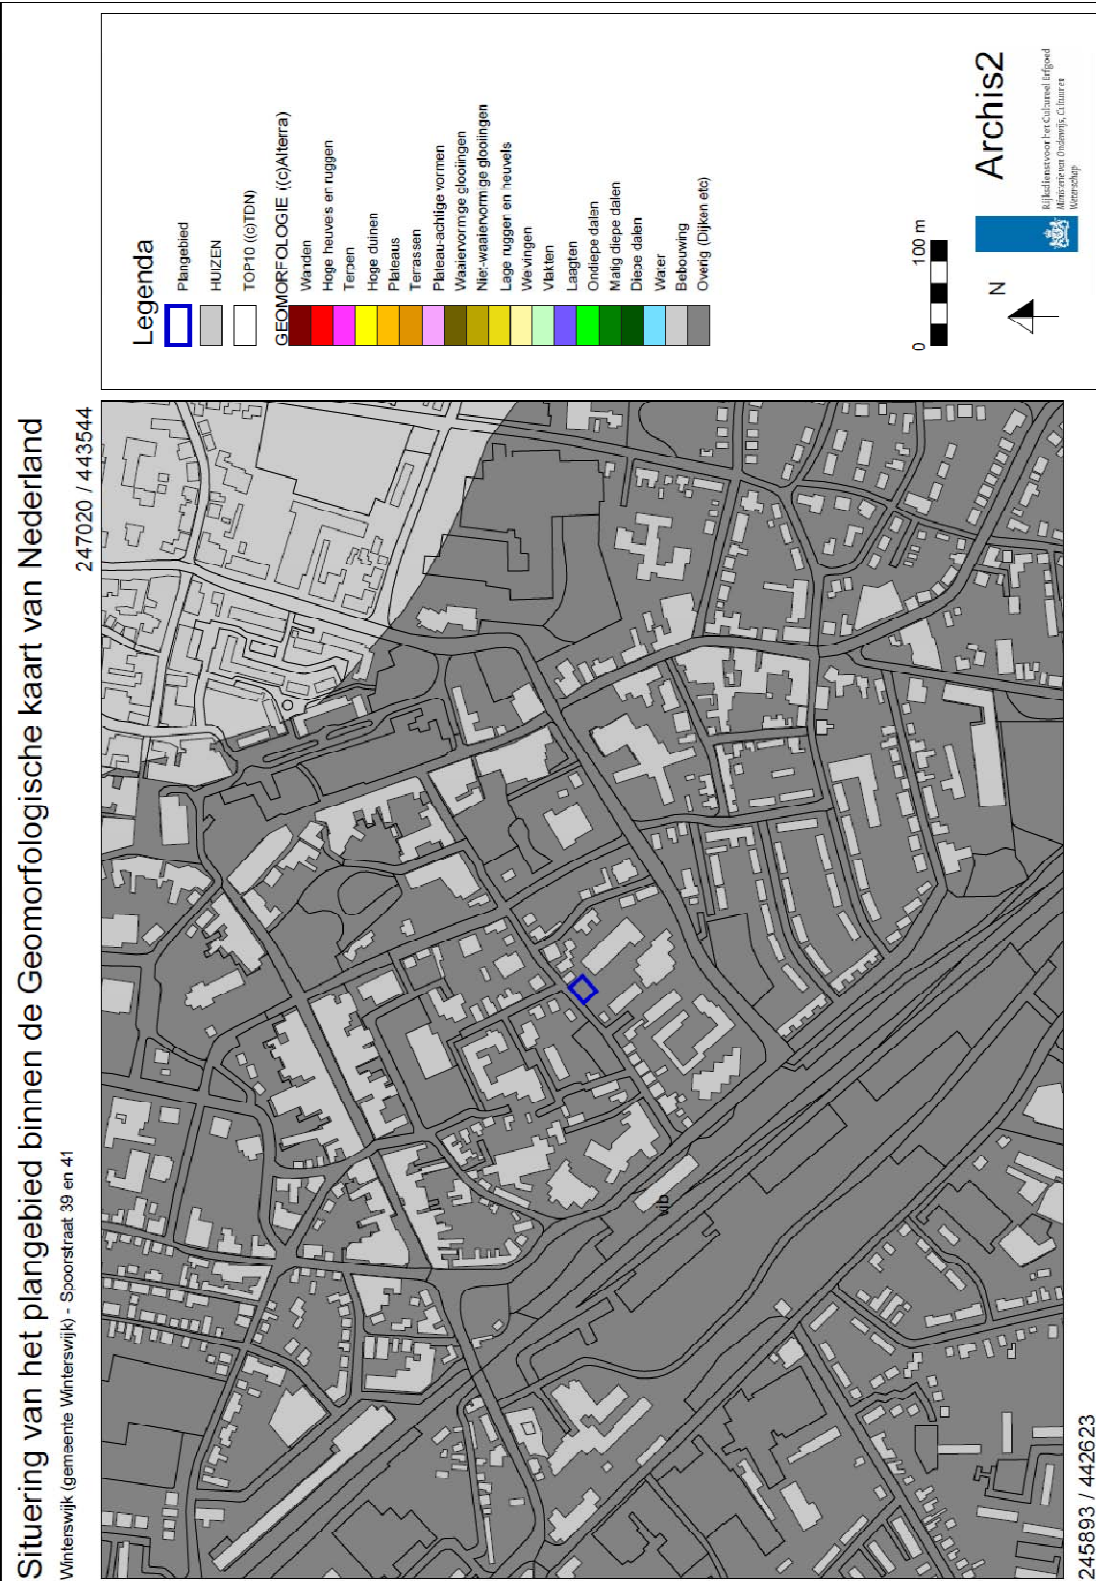 Situering van het plangebied binnen de Geomorfologische kaart van Nederland
Winterswijk (gemeente Winterswijk) - Spoorstraat 39 en 41
247020 / 443544
vjb
245893 / 442623
Legenda
Plangebied
HUIZEN
TOP10 ((c)TDN)
GEOMORFOLOGIE ((c)Alterra)
Wanden
Hoge heuvels en ruggen
Terpen
Hoge duinen
Plateaus
Terrassen
Plateau-achtige vormen
Waaiervormige glooiingen
Niet-waaiervormige glooiingen
Lage ruggen en heuvels
Welvingen
Vlakten
Laagten
Ondiepe dalen
Matig diepe dalen
Diepe dalen
Water
Bebouwing
Overig (Dijken etc)
0 100 m
N
Archis2
Rijksdienst voor het Cultureel Erfgoed
Ministerie van Onderwijs, Cultuur en
Wetenschap